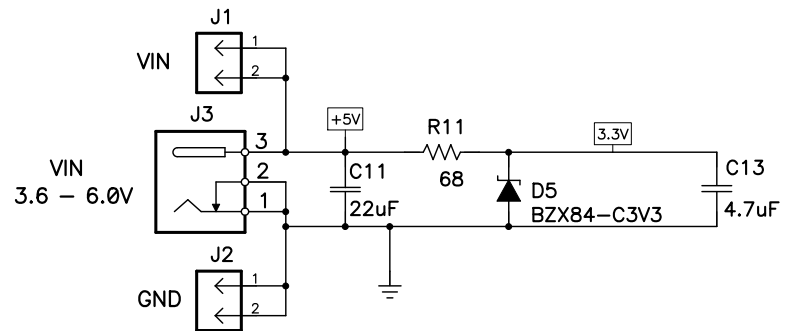 J1
1
VIN
2
J3
3
+5V
R11
3.3V
VIN
3.6 – 6.0V
2
1
C11
22uF
68
D5
BZX84–C3V3
C13
4.7uF
J2
1
GND
2